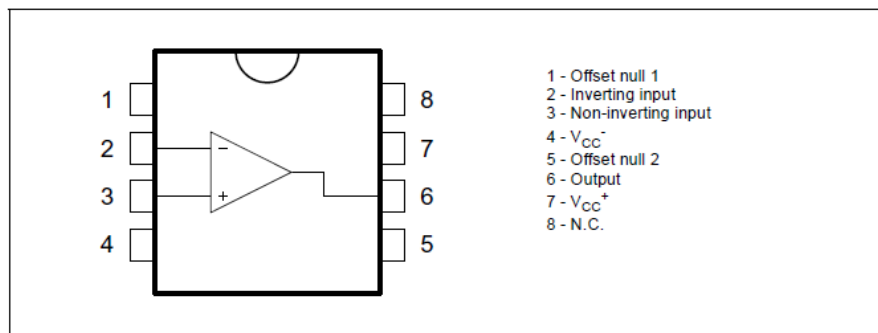 1
2
3
4
8
7
6
5
−
+
1 - Offset null 1
2 - Inverting input
3 - Non-inverting input
4 - VCC-
5 - Offset null 2
6 - Output
7 - VCC+
8 - N.C.